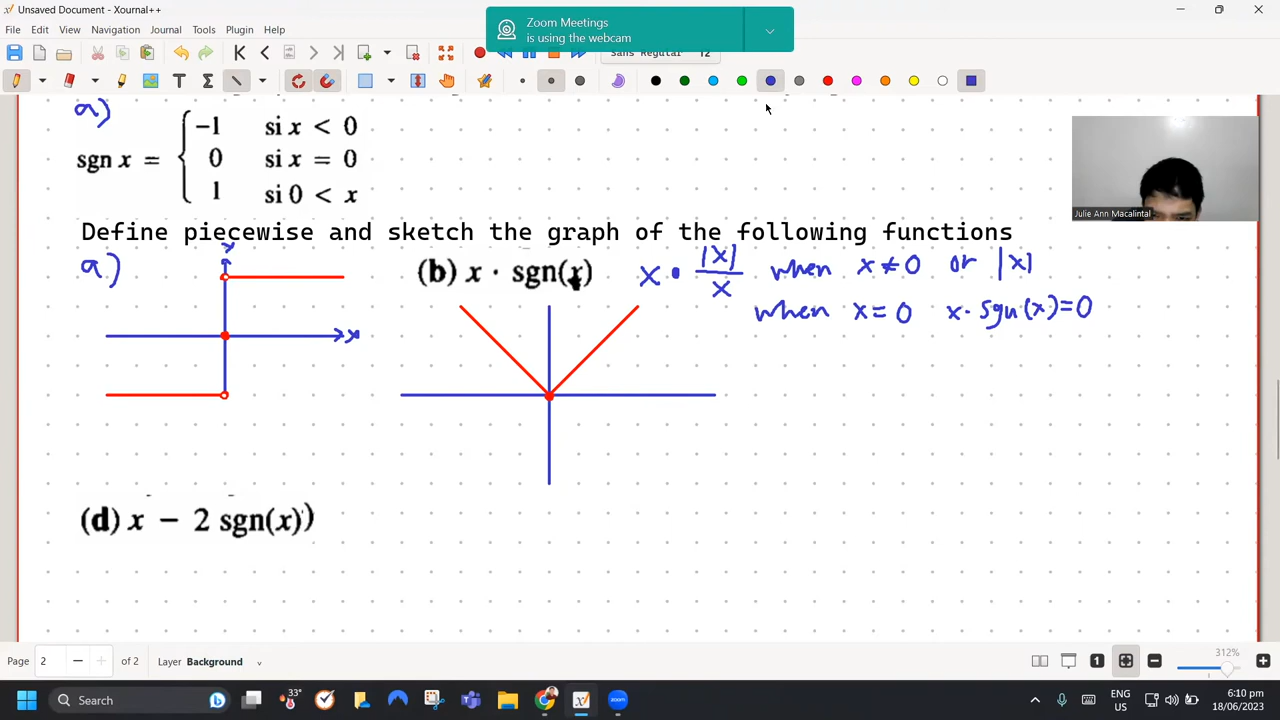 Unsaved Document - Xournal++
File Edit View Navigation Journal Tools Plugin Help
Zoom Meetings
is using the webcam
Sans Regular 12
a)
sgn x = { -1 si x < 0
0 si x = 0
1 si 0 < x
Julie Ann Macalintal
Define piecewise and sketch the graph of the following functions
a)
(b) x · sgn(x) x · |x|/x when x ≠ 0 or |x|
when x = 0 x · sgn(x) = 0
x
(d) x − 2 sgn(x))
Page 2 of 2 Layer Background 312%
Search
33°
zoom
ENG
US
6:10 pm
18/06/2023